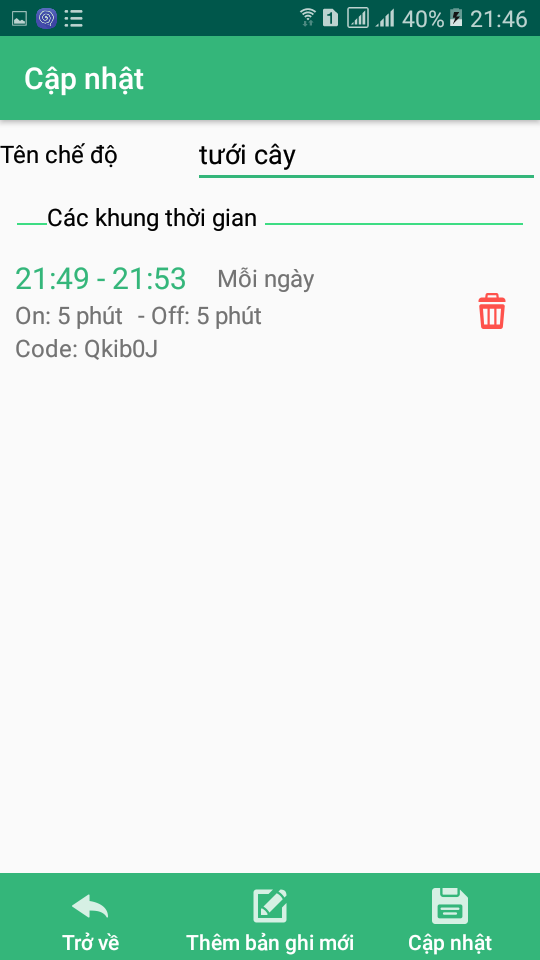 1 40% 21:46
Cập nhật
Tên chế độ tưới cây
Các khung thời gian
21:49 - 21:53 Mỗi ngày
On: 5 phút - Off: 5 phút
Code: Qkib0J
Trở về Thêm bản ghi mới Cập nhật